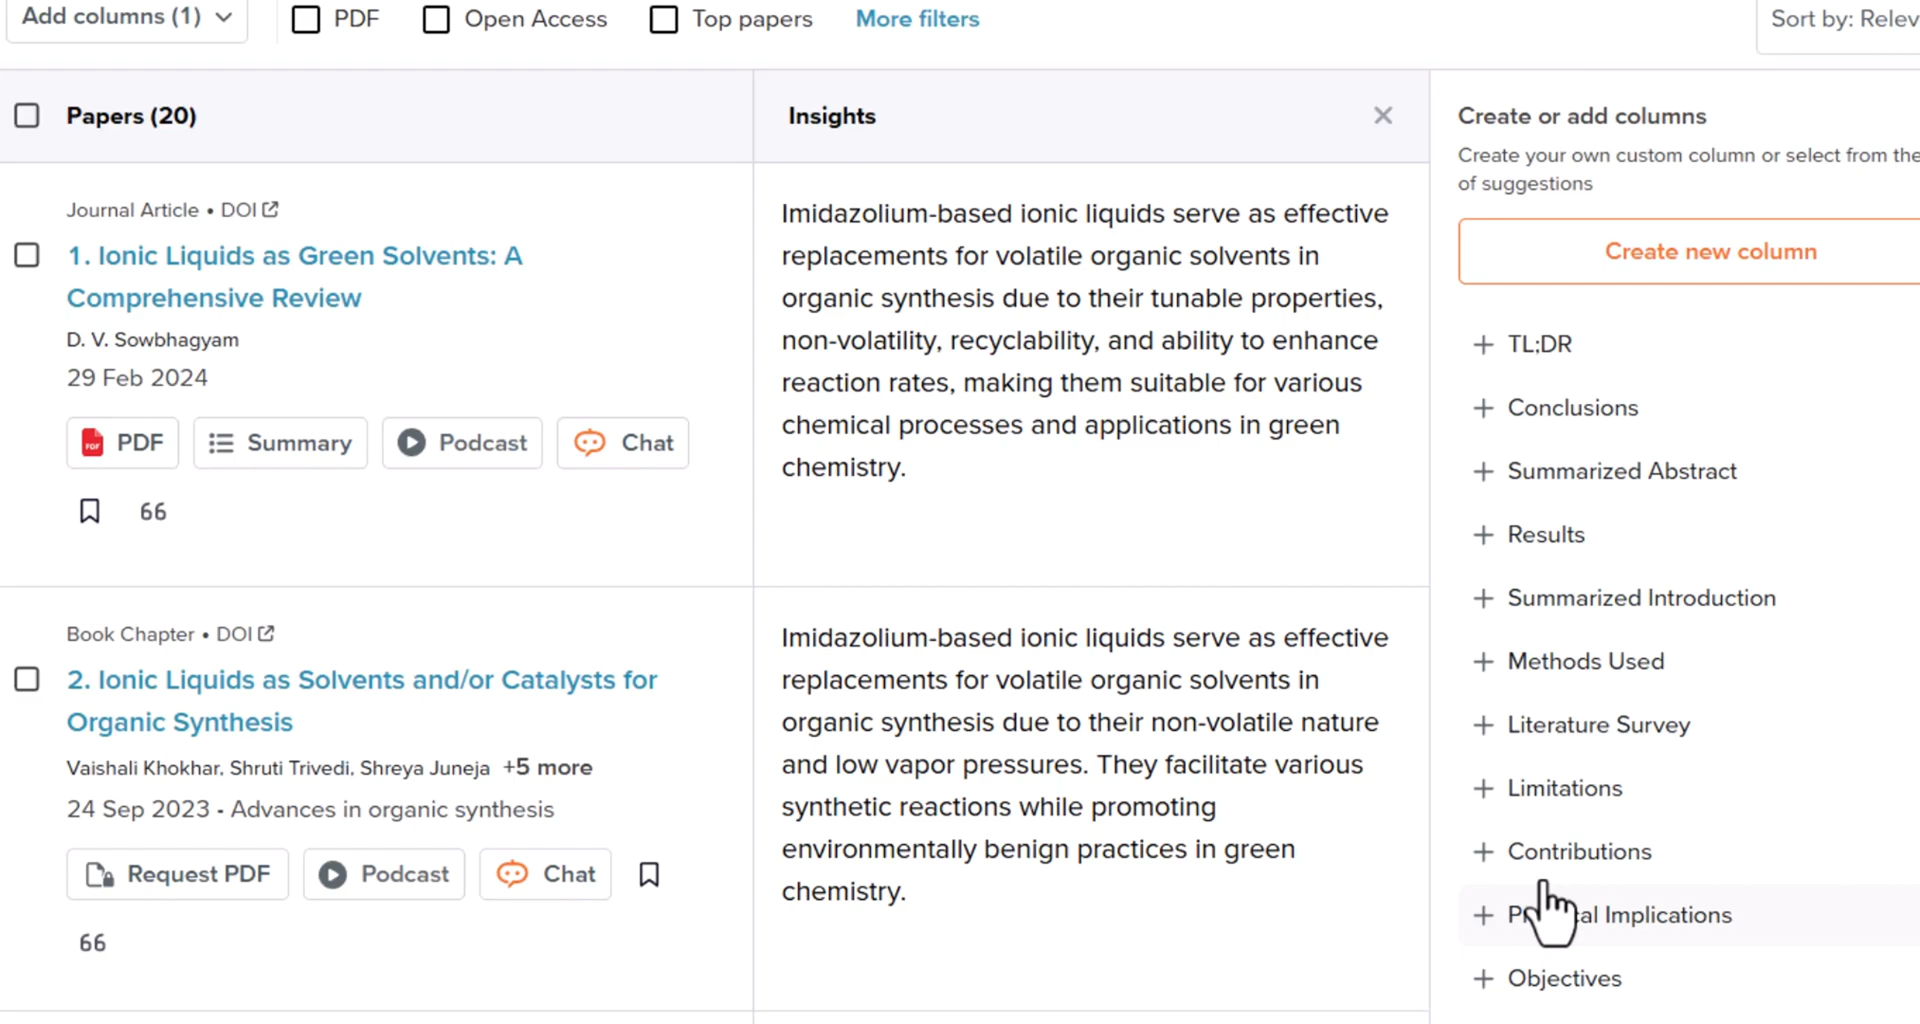 Add columns (1)
PDF
Open Access
Top papers
More filters
Sort by: Relev
Papers (20)
Insights
Journal Article • DOI
1. Ionic Liquids as Green Solvents: A
Comprehensive Review
D. V. Sowbhagyam
29 Feb 2024
PDF
Summary
Podcast
Chat
Imidazolium-based ionic liquids serve as effective
replacements for volatile organic solvents in
organic synthesis due to their tunable properties,
non-volatility, recyclability, and ability to enhance
reaction rates, making them suitable for various
chemical processes and applications in green
chemistry.
Book Chapter • DOI
2. Ionic Liquids as Solvents and/or Catalysts for
Organic Synthesis
Vaishali Khokhar, Shruti Trivedi, Shreya Juneja +5 more
24 Sep 2023 - Advances in organic synthesis
Request PDF
Podcast
Chat
Imidazolium-based ionic liquids serve as effective
replacements for volatile organic solvents in
organic synthesis due to their non-volatile nature
and low vapor pressures. They facilitate various
synthetic reactions while promoting
environmentally benign practices in green
chemistry.
Create or add columns
Create your own custom column or select from the
of suggestions
Create new column
TL;DR
Conclusions
Summarized Abstract
Results
Summarized Introduction
Methods Used
Literature Survey
Limitations
Contributions
Implications
Objectives